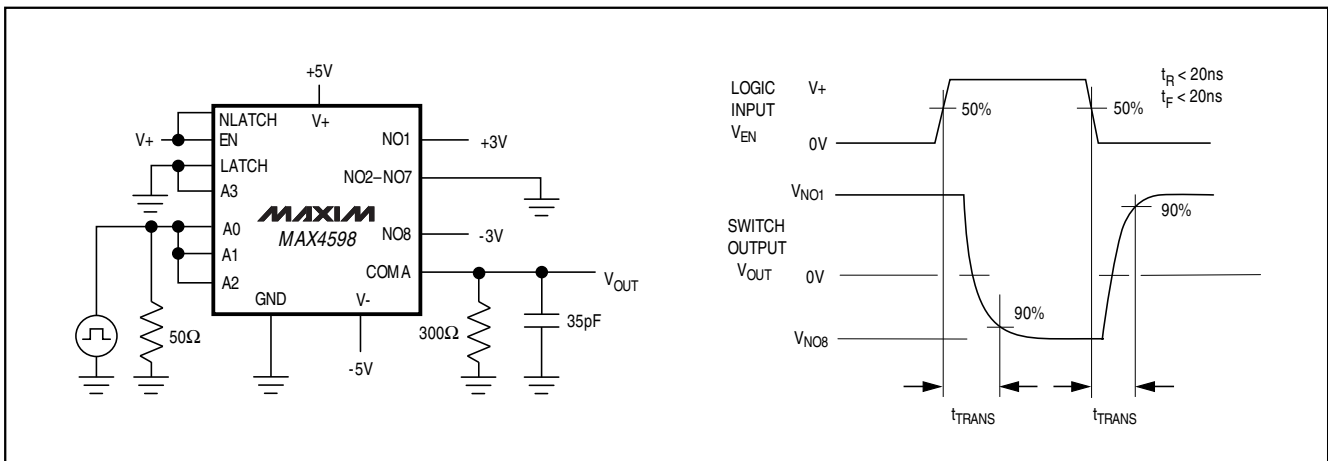 +5V
V+
NLATCH
EN
LATCH
A3
A0
A1
A2
V+
NO1
NO2–NO7
NO8
COM A
MAXIM
MAX4598
GND
V-
+3V
-3V
VOUT
50Ω
-5V
300Ω
35pF
LOGIC
INPUT
VEN
V+
0V
50%
50%
tR < 20ns
tF < 20ns
VNO1
SWITCH
OUTPUT
VOUT
0V
VNO8
90%
90%
tTRANS
tTRANS